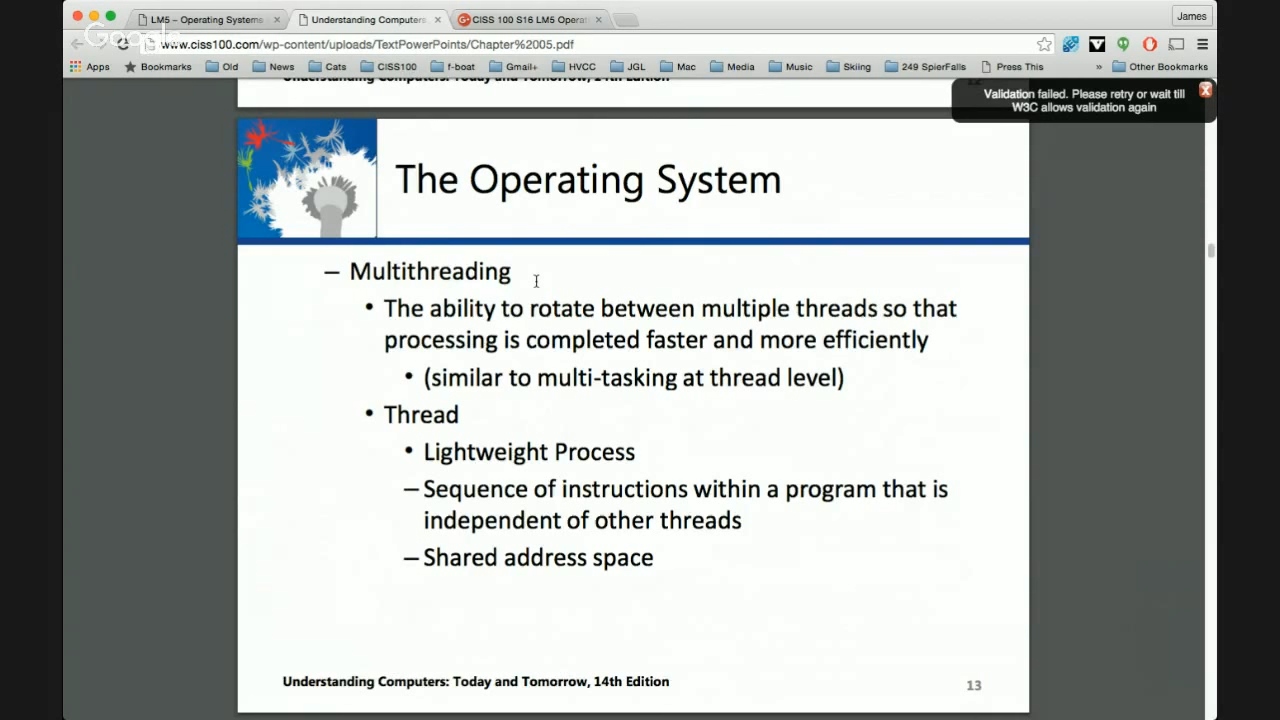 LM5 – Operating Systems
Understanding Computers:
CISS 100 S16 LM5 Operat
James
Google
www.ciss100.com/wp-content/uploads/TextPowerPoints/Chapter%2005.pdf
Apps Bookmarks Old News Cats CISS100 f-boat Gmail+ HVCC JGL Mac Media Music Skiing 249 SpierFalls Press This » Other Bookmarks
Understanding Computers: Today and Tomorrow, 14th Edition
12
Validation failed. Please retry or wait till
W3C allows validation again
The Operating System
– Multithreading
• The ability to rotate between multiple threads so that
processing is completed faster and more efficiently
• (similar to multi-tasking at thread level)
• Thread
• Lightweight Process
– Sequence of instructions within a program that is
independent of other threads
– Shared address space
Understanding Computers: Today and Tomorrow, 14th Edition
13